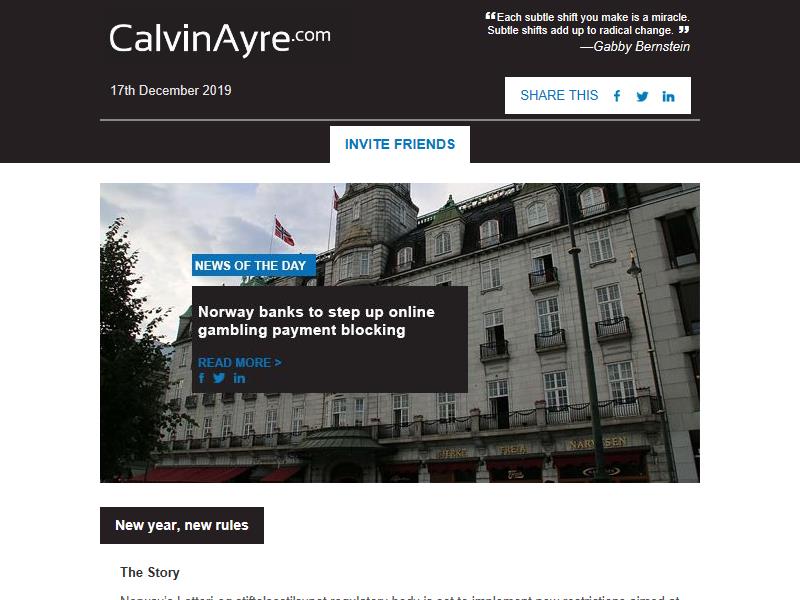 CalvinAyre.com
❝Each subtle shift you make is a miracle.
Subtle shifts add up to radical change. ❞
—Gabby Bernstein
17th December 2019
SHARE THIS
INVITE FRIENDS
NEWS OF THE DAY
Norway banks to step up online
gambling payment blocking
READ MORE >
FREIA
NARVESEN
New year, new rules
The Story